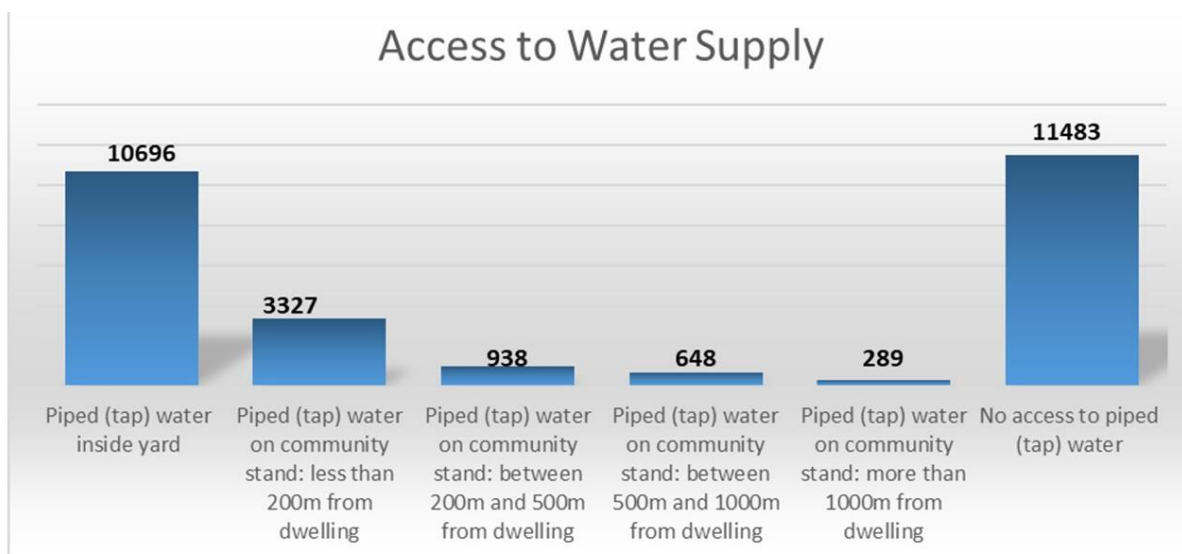 Access to Water Supply
10696
3327
938
648
289
11483
Piped (tap) water
inside yard
Piped (tap) water
on community
stand: less than
200m from
dwelling
Piped (tap) water
on community
stand: between
200m and 500m
from dwelling
Piped (tap) water
on community
stand: between
500m and 1000m
from dwelling
Piped (tap) water
on community
stand: more than
1000m from
dwelling
No access to piped
(tap) water